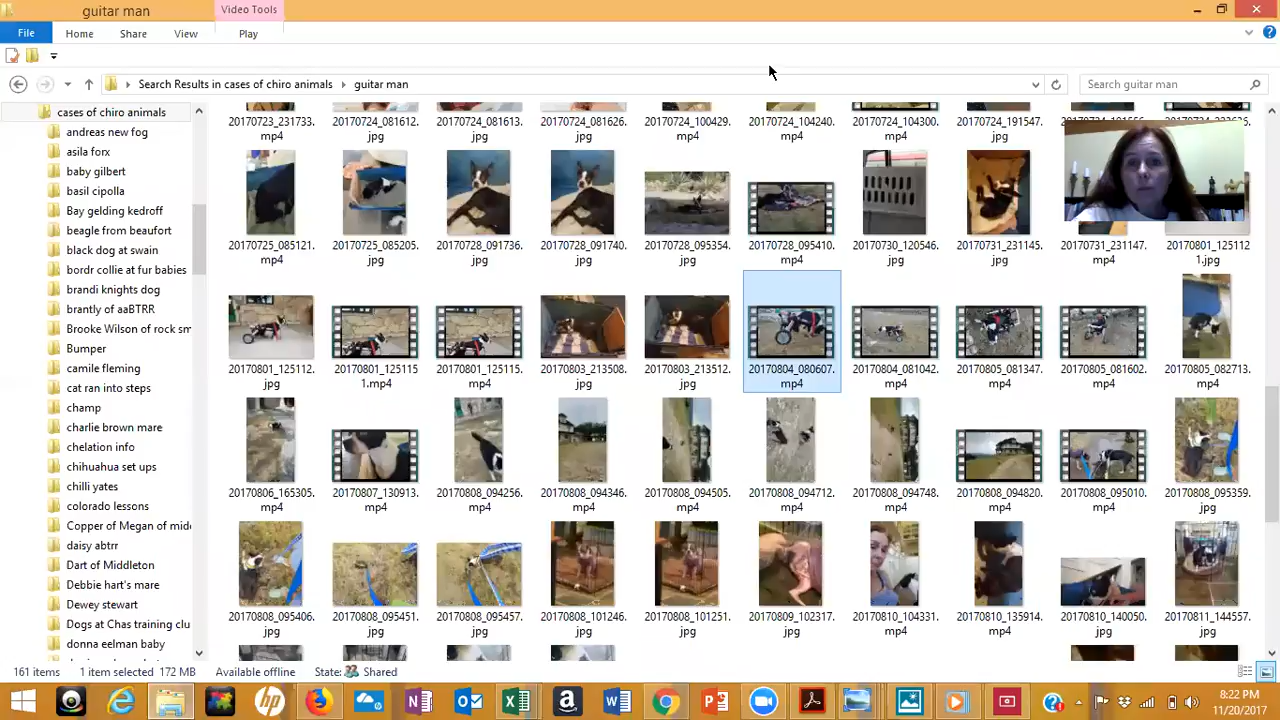 guitar man
Video Tools
File
Home
Share
View
Play
Search Results in cases of chiro animals
guitar man
Search guitar man
cases of chiro animals
andreas new fog
asila forx
baby gilbert
basil cipolla
Bay gelding kedroff
beagle from beaufort
black dog at swain
bordr collie at fur babies
brandi knights dog
brantly of aaBTRR
Brooke Wilson of rock sm
Bumper
camile fleming
cat ran into steps
champ
charlie brown mare
chelation info
chihuahua set ups
chilli yates
colorado lessons
Copper of Megan of mid
daisy abtrr
Dart of Middleton
Debbie hart's mare
Dewey stewart
Dogs at Chas training clu
donna eelman baby
20170723_231733.mp4
20170724_081612.jpg
20170724_081613.jpg
20170724_081626.jpg
20170724_100429.mp4
20170724_104240.mp4
20170724_104300.mp4
20170724_191547.jpg
20170725_085121.mp4
20170725_085205.mp4
20170728_091736.jpg
20170728_091740.jpg
20170728_095354.jpg
20170728_095410.mp4
20170730_120546.jpg
20170731_231145.jpg
20170731_231147.jpg
20170801_125112 1.jpg
20170801_125112.jpg
20170801_125115 1.mp4
20170801_125115.mp4
20170803_213508.jpg
20170803_213512.jpg
20170804_080607.mp4
20170804_081042.mp4
20170805_081347.mp4
20170805_081602.mp4
20170805_082713.mp4
20170806_165305.mp4
20170807_130913.mp4
20170808_094256.mp4
20170808_094346.mp4
20170808_094505.mp4
20170808_094712.mp4
20170808_094748.mp4
20170808_094820.mp4
20170808_095010.mp4
20170808_095359.jpg
20170808_095406.jpg
20170808_095451.jpg
20170808_095457.jpg
20170808_101246.jpg
20170808_101251.jpg
20170809_102317.mp4
20170810_104331.mp4
20170810_135914.mp4
20170810_140050.jpg
20170811_144557.jpg
161 items
1 item selected 172 MB
Available offline
State: Shared
8:22 PM
11/20/2017